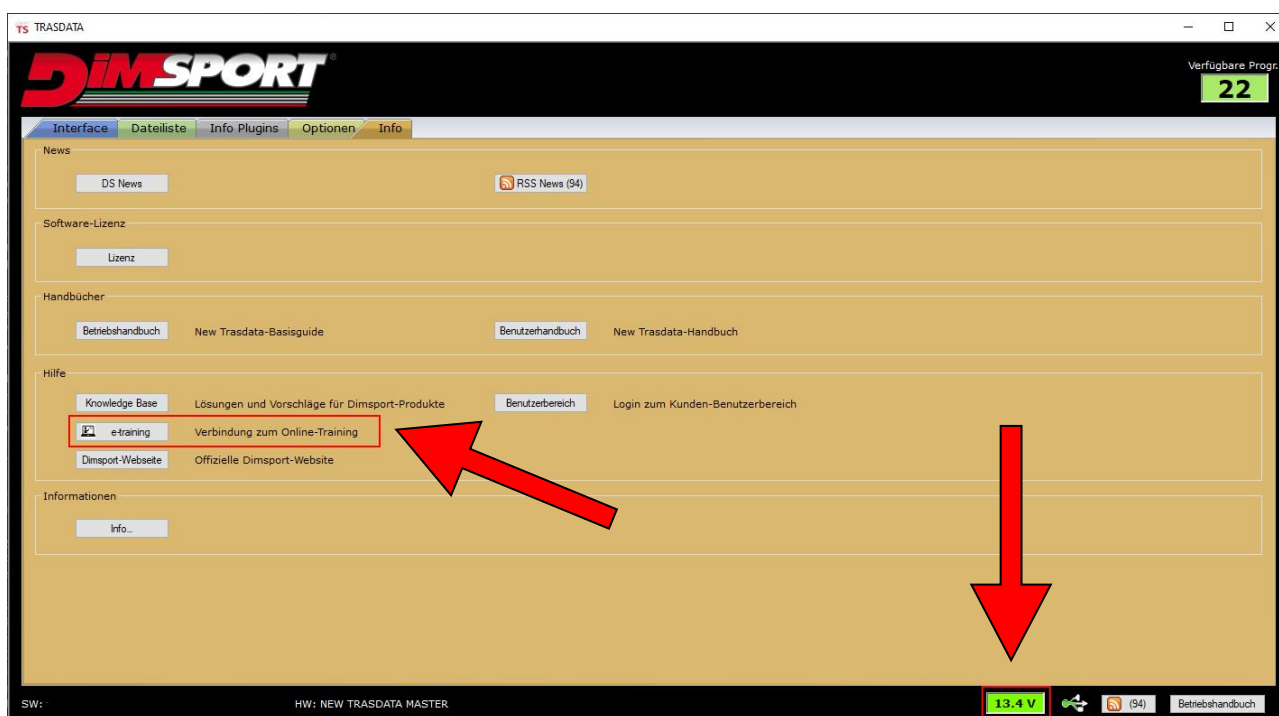 TS TRASDATA
DiMSPORT®
Verfügbare Progr.
22
Interface Dateiliste Info Plugins Optionen Info
News
DS News RSS News (94)
Software-Lizenz
Lizenz
Handbücher
Betriebshandbuch New Trasdata-Basisguide Benutzerhandbuch New Trasdata-Handbuch
Hilfe
Knowledge Base Lösungen und Vorschläge für Dimsport-Produkte Benutzerbereich Login zum Kunden-Benutzerbereich
e-training Verbindung zum Online-Training
Dimsport-Webseite Offizielle Dimsport-Website
Informationen
Info...
SW: HW: NEW TRASDATA MASTER 13.4 V (94) Betriebshandbuch